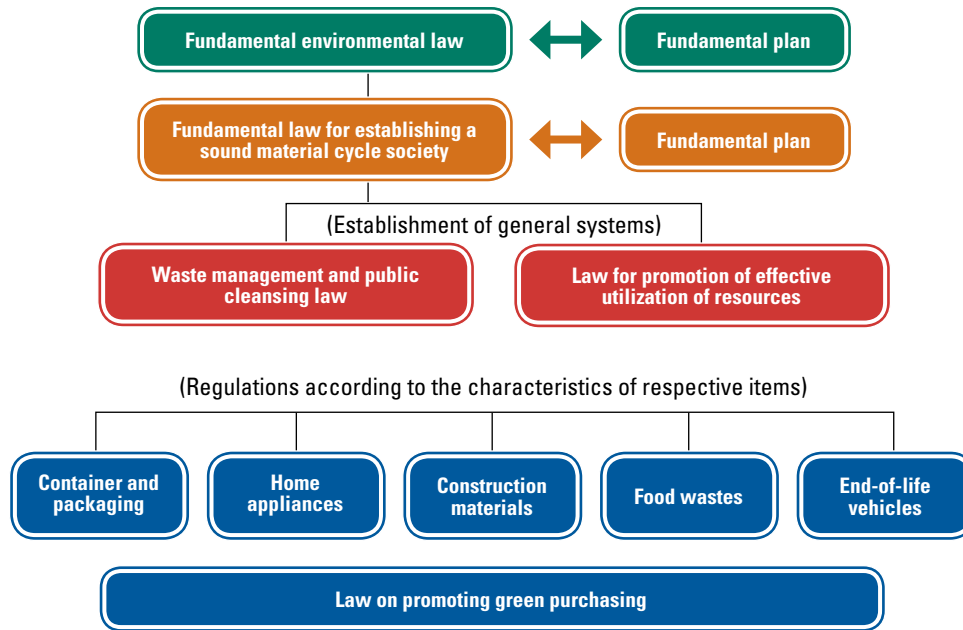 Fundamental environmental law
Fundamental plan
Fundamental law for establishing a
sound material cycle society
Fundamental plan
(Establishment of general systems)
Waste management and public
cleansing law
Law for promotion of effective
utilization of resources
(Regulations according to the characteristics of respective items)
Container and
packaging
Home
appliances
Construction
materials
Food wastes
End-of-life
vehicles
Law on promoting green purchasing